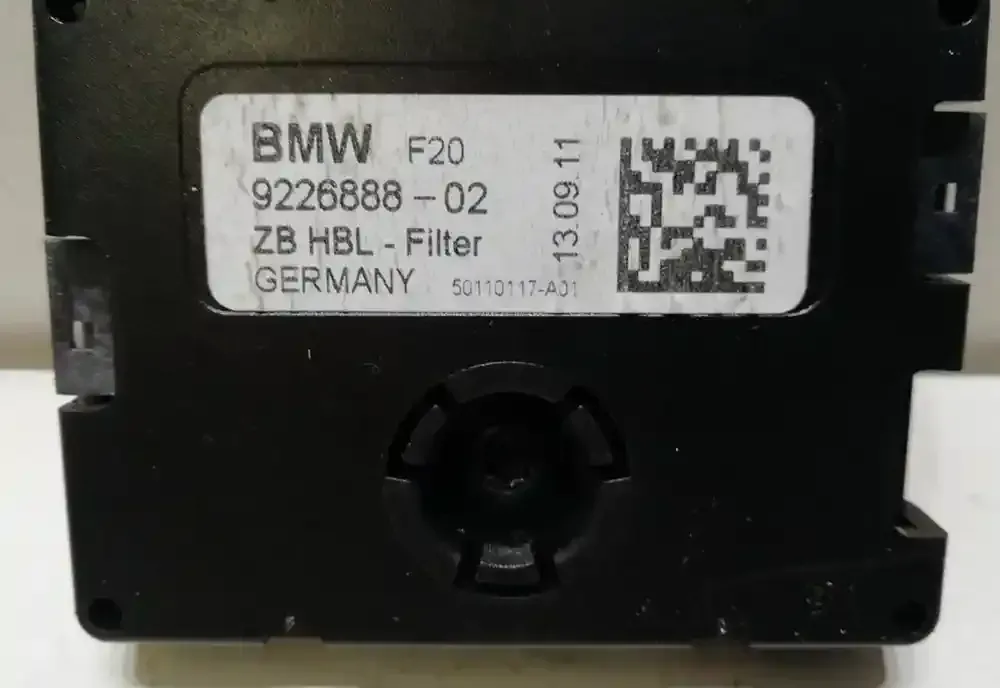 BMW F20
9226888-02
ZB HBL - Filter
GERMANY 50110117-A01
13.09.11